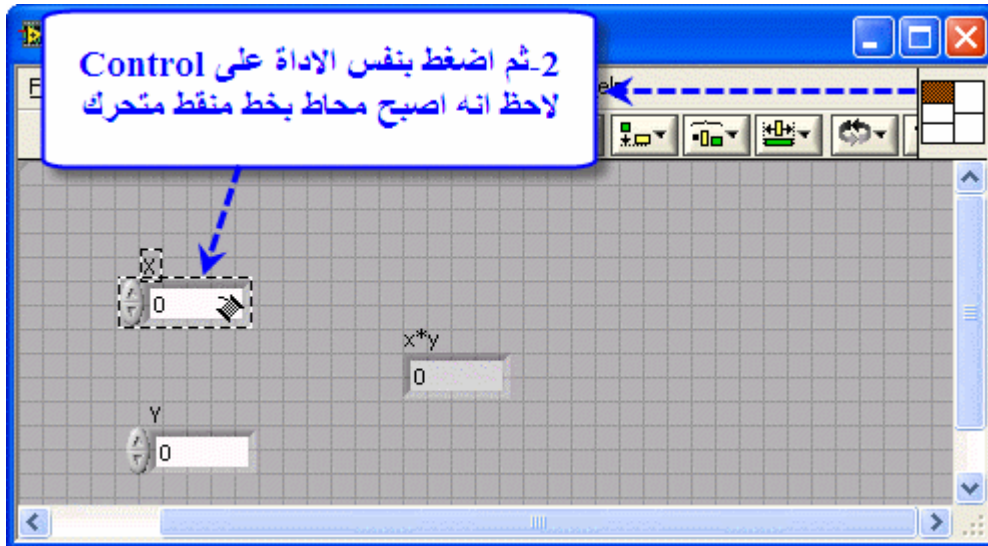 2-ثم اضغط بنفس الاداة على Control
لاحظ انه اصبح محاط بخط منقط متحرك
X
0
x*y
0
Y
0